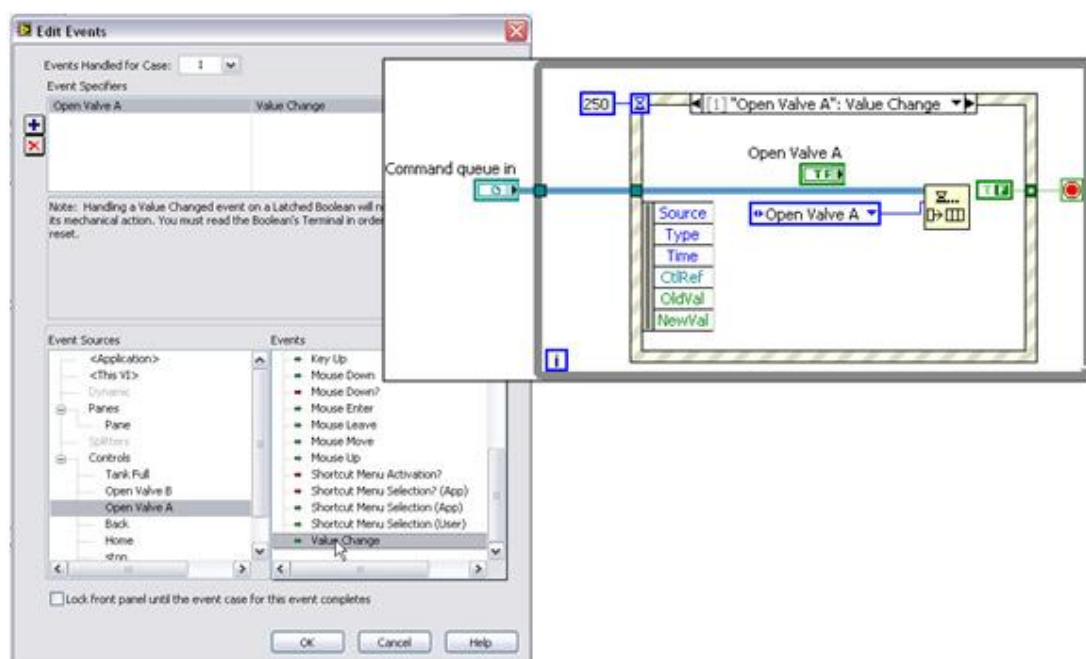 Edit Events
Events Handled for Case: 1
Event Specifiers
Open Valve A Value Change
Note: Handling a Value Changed event on a Latched Boolean will
its mechanical action. You must read the Boolean's Terminal in order
reset.
Event Sources
<Application>
<This VI>
Dynamic
Panes
Pane
Splitters
Controls
Tank Full
Open Valve B
Open Valve A
Back
Home
stop
Events
Key Up
Mouse Down
Mouse Down?
Mouse Enter
Mouse Leave
Mouse Move
Mouse Up
Shortcut Menu Activation?
Shortcut Menu Selection? (App)
Shortcut Menu Selection (App)
Shortcut Menu Selection (User)
Value Change
Lock front panel until the event case for this event completes
OK Cancel Help
250
[1] "Open Valve A": Value Change
Command queue in
Open Valve A
TF
Open Valve A
TF
Source
Type
Time
CtlRef
OldVal
NewVal
i